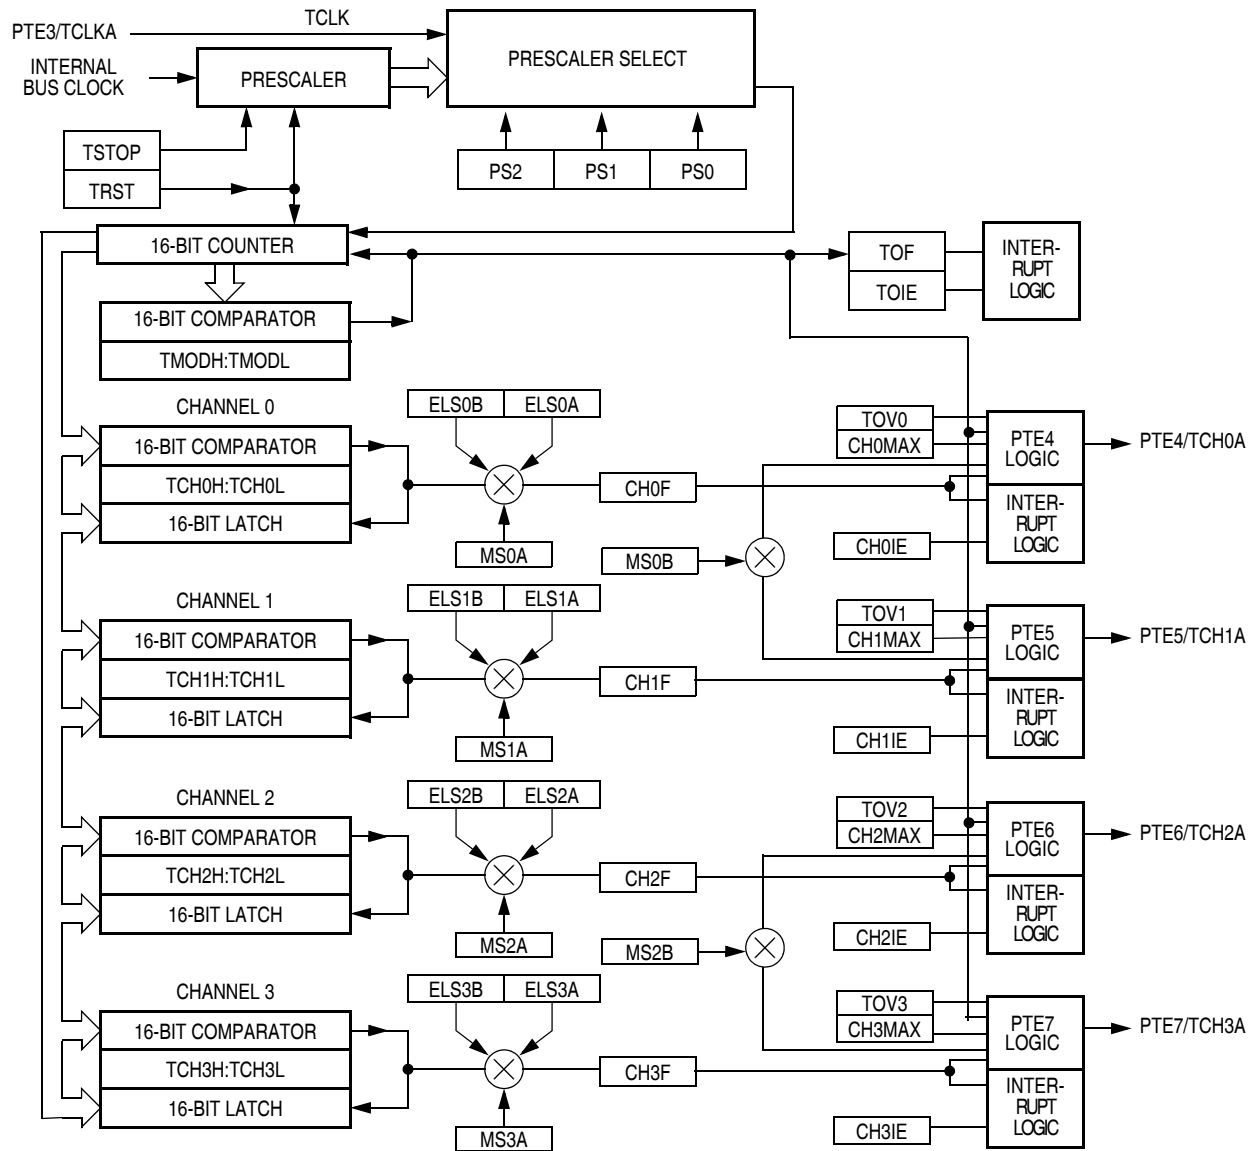 TCLK
PTE3/TCLKA
PRESCALER SELECT
INTERNAL
BUS CLOCK
PRESCALER
TSTOP
PS2
PS1
PS0
TRST
16-BIT COUNTER
TOF
INTER-
RUPT
LOGIC
TOIE
16-BIT COMPARATOR
TMODH:TMODL
CHANNEL 0
ELS0B
ELS0A
TOV0
16-BIT COMPARATOR
CH0MAX
PTE4
LOGIC
PTE4/TCH0A
TCH0H:TCH0L
CH0F
16-BIT LATCH
INTER-
RUPT
LOGIC
MS0A
MS0B
CH0IE
CHANNEL 1
ELS1B
ELS1A
TOV1
16-BIT COMPARATOR
CH1MAX
PTE5
LOGIC
PTE5/TCH1A
TCH1H:TCH1L
CH1F
16-BIT LATCH
INTER-
RUPT
LOGIC
MS1A
CH1IE
CHANNEL 2
ELS2B
ELS2A
TOV2
16-BIT COMPARATOR
CH2MAX
PTE6
LOGIC
PTE6/TCH2A
TCH2H:TCH2L
CH2F
16-BIT LATCH
INTER-
RUPT
LOGIC
MS2A
MS2B
CH2IE
CHANNEL 3
ELS3B
ELS3A
TOV3
16-BIT COMPARATOR
CH3MAX
PTE7
LOGIC
PTE7/TCH3A
TCH3H:TCH3L
CH3F
16-BIT LATCH
INTER-
RUPT
LOGIC
MS3A
CH3IE